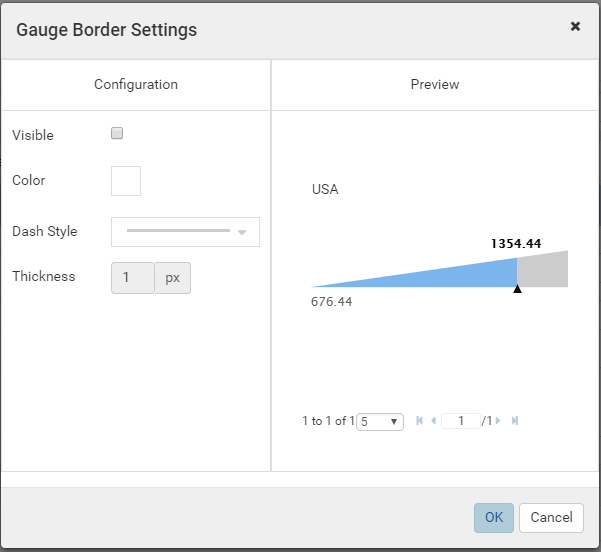 Gauge Border Settings
Configuration
Preview
Visible
Color
Dash Style
Thickness
1 px
USA
1354.44
676.44
1 to 1 of 1 5 1 /1
OK Cancel